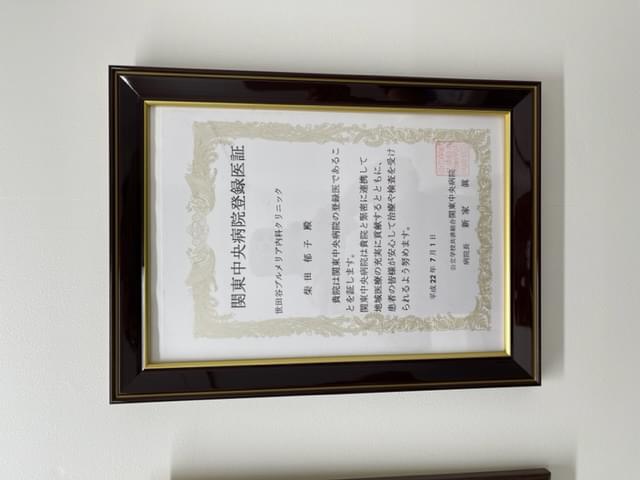 関東中央病院登録医証
世田谷プルメリア内科クリニック
柴田 郁子 殿
貴院は関東中央病院の登録医であるこ
とを証します。
関東中央病院は貴院と緊密に連携して
地域医療の充実に貢献するとともに、
患者の皆様が安心して治療や検査を受け
られるよう努めます。
平成22年7月1日
公立学校共済組合関東中央病院
病院長 新家 眞